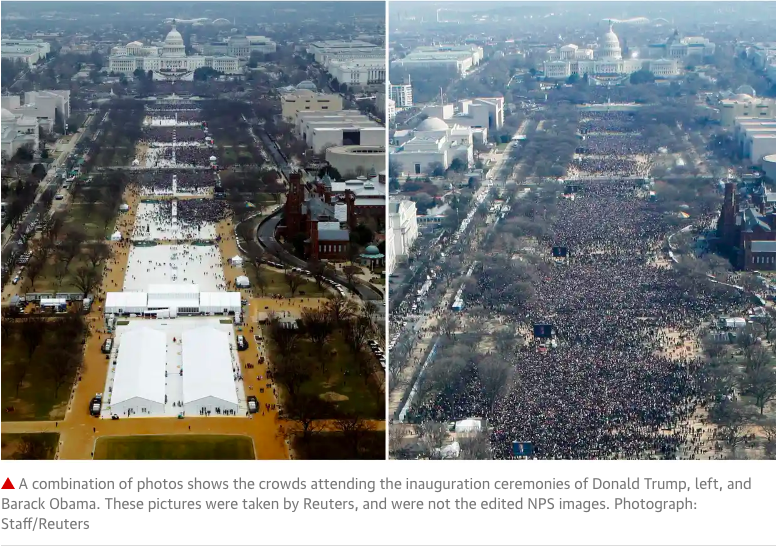 A combination of photos shows the crowds attending the inauguration ceremonies of Donald Trump, left, and
Barack Obama. These pictures were taken by Reuters, and were not the edited NPS images. Photograph:
Staff/Reuters